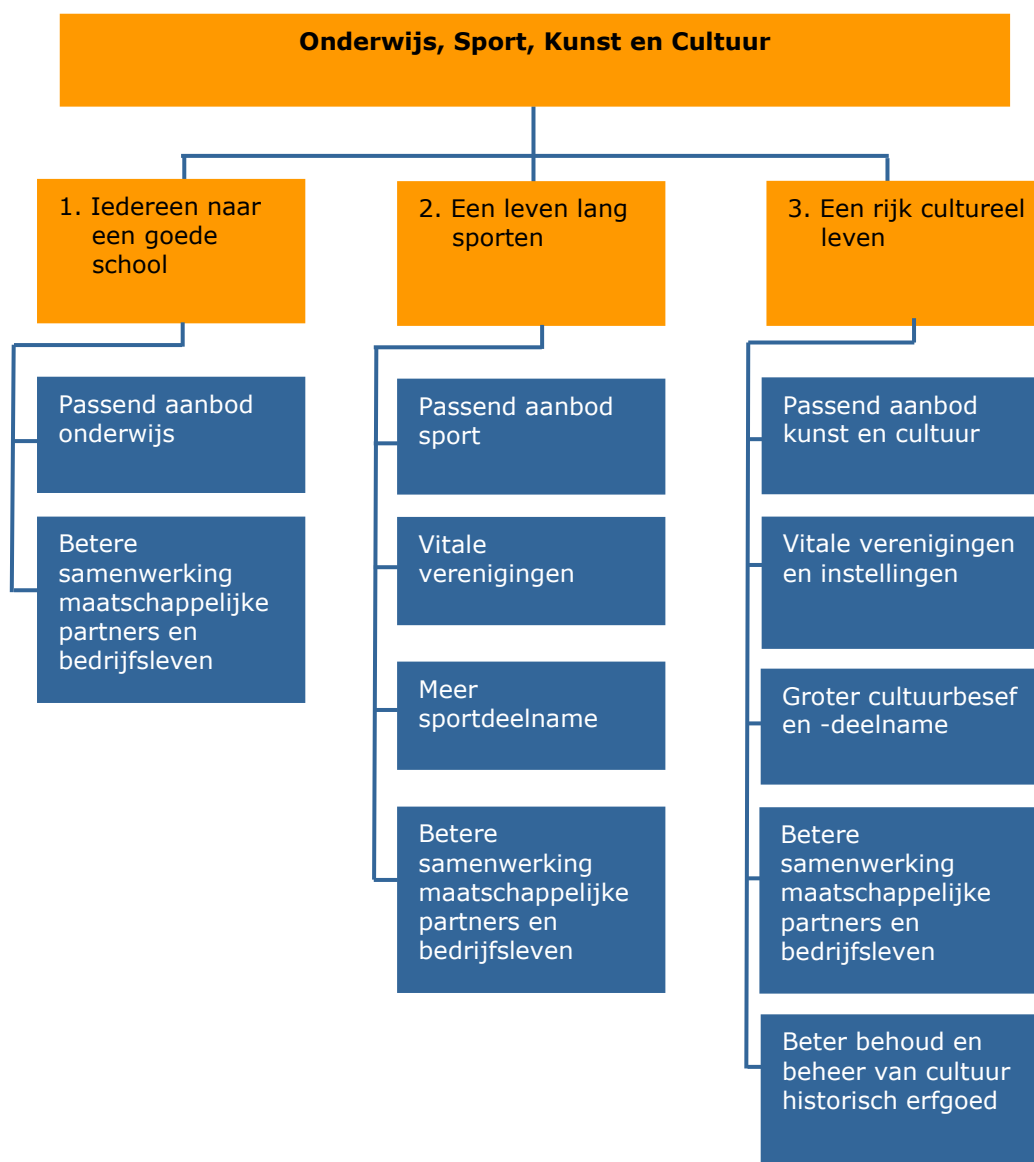 Onderwijs, Sport, Kunst en Cultuur
1. Iedereen naar
een goede
school
2. Een leven lang
sporten
3. Een rijk cultureel
leven
Passend aanbod
onderwijs
Betere
samenwerking
maatschappelijke
partners en
bedrijfsleven
Passend aanbod
sport
Vitale
verenigingen
Meer
sportdeelname
Betere
samenwerking
maatschappelijke
partners en
bedrijfsleven
Passend aanbod
kunst en cultuur
Vitale verenigingen
en instellingen
Groter cultuurbesef
en -deelname
Betere
samenwerking
maatschappelijke
partners en
bedrijfsleven
Beter behoud en
beheer van cultuur
historisch erfgoed